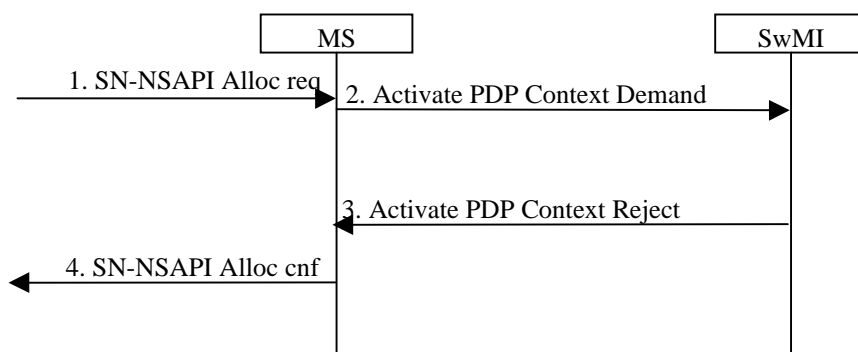 MS
SwMI
1. SN-NSAPI Alloc req
2. Activate PDP Context Demand
3. Activate PDP Context Reject
4. SN-NSAPI Alloc cnf